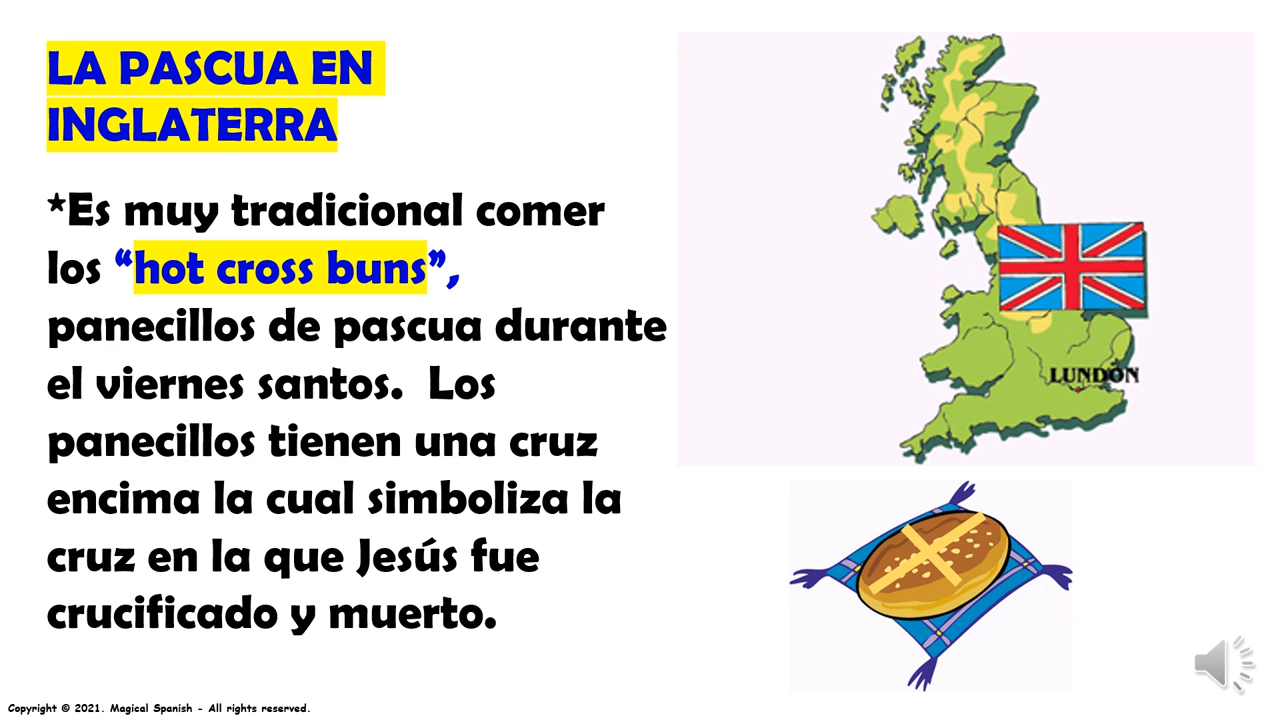 LA PASCUA EN
INGLATERRA
*Es muy tradicional comer
los “hot cross buns”,
panecillos de pascua durante
el viernes santos.  Los
panecillos tienen una cruz
encima la cual simboliza la
cruz en la que Jesús fue
crucificado y muerto.
LUNDÓN
Copyright © 2021. Magical Spanish - All rights reserved.